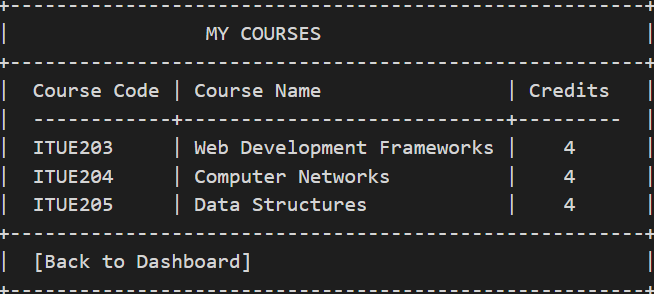 MY COURSES
Course Code | Course Name | Credits
ITUE203 | Web Development Frameworks | 4
ITUE204 | Computer Networks | 4
ITUE205 | Data Structures | 4
[Back to Dashboard]